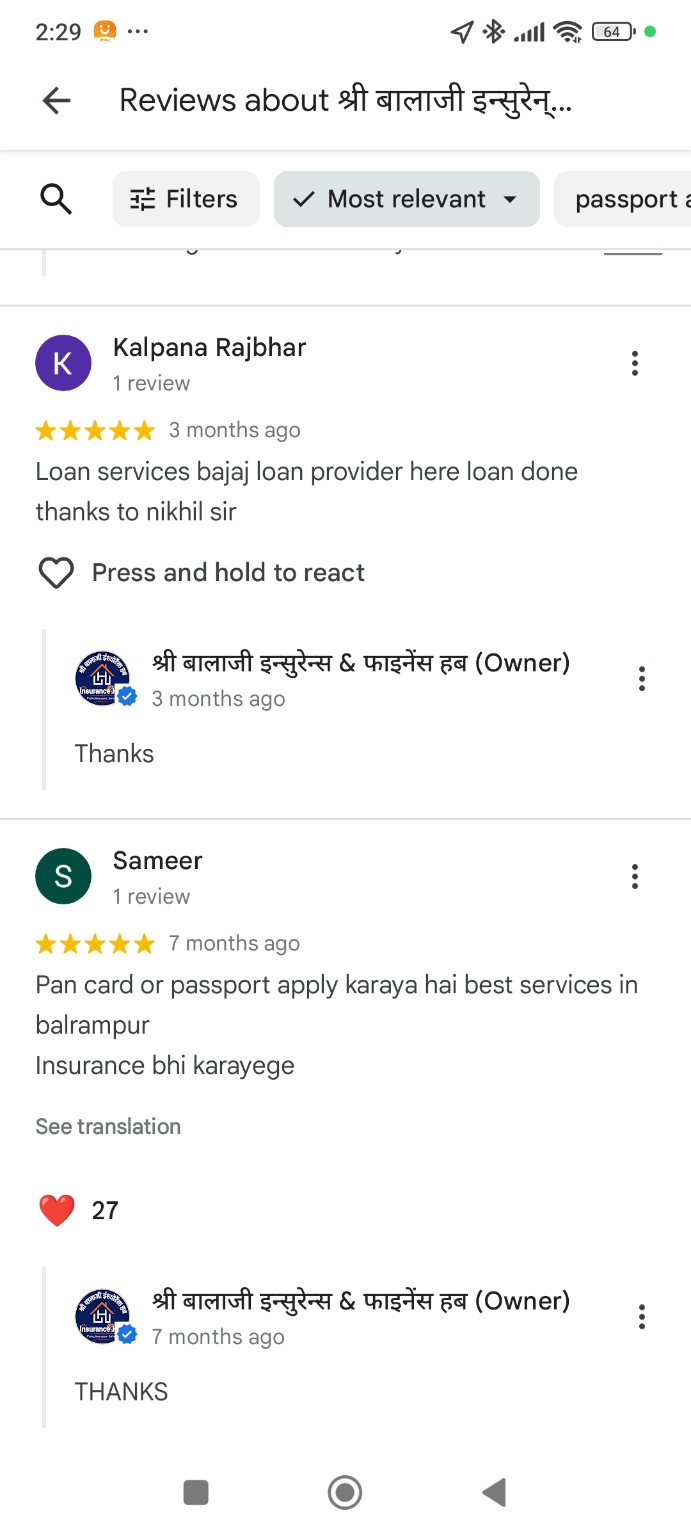 2:29
64
Reviews about श्री बालाजी इन्सुरेन्...
Filters
Most relevant
passport a
K
Kalpana Rajbhar
1 review
3 months ago
Loan services bajaj loan provider here loan done
thanks to nikhil sir
Press and hold to react
श्री बालाजी इन्सुरेन्स & फाइनेंस हब (Owner)
3 months ago
Thanks
S
Sameer
1 review
7 months ago
Pan card or passport apply karaya hai best services in
balrampur
Insurance bhi karayege
See translation
27
श्री बालाजी इन्सुरेन्स & फाइनेंस हब (Owner)
7 months ago
THANKS